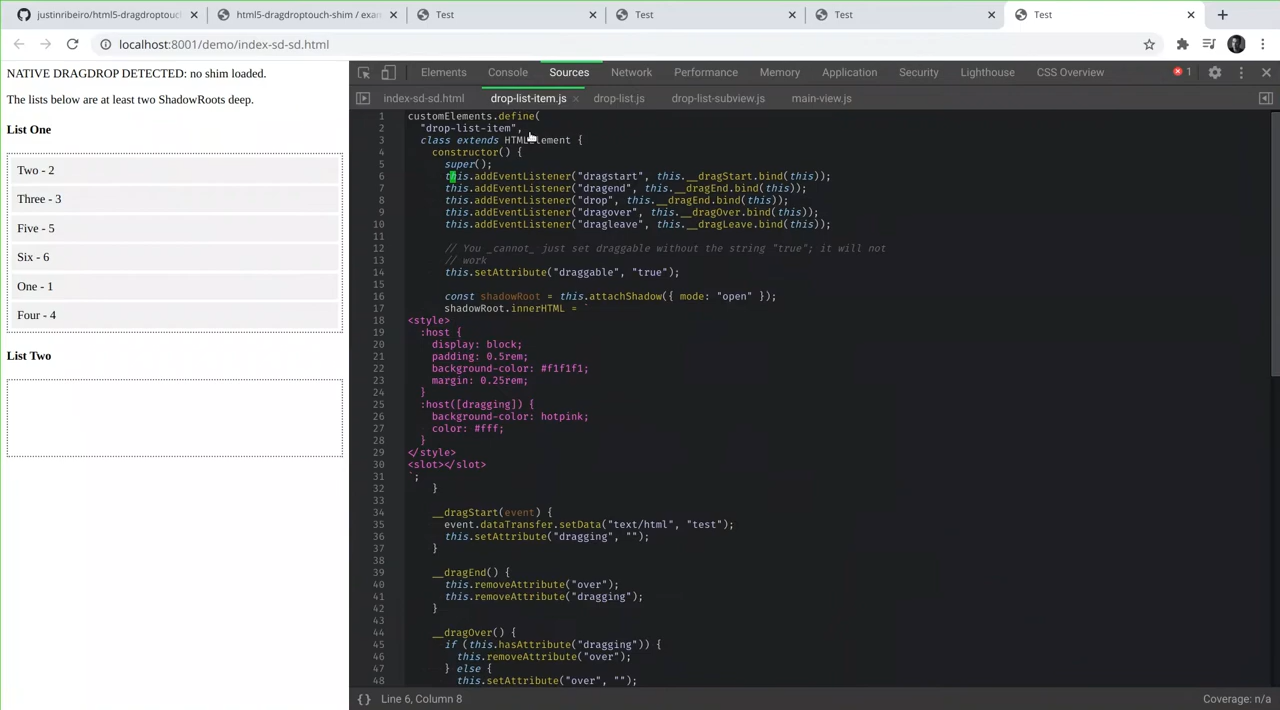 justinribeiro/html5-dragdroptouc
html5-dragdroptouch-shim / exam
Test
Test
Test
Test
localhost:8001/demo/index-sd-sd.html
NATIVE DRAGDROP DETECTED: no shim loaded.
The lists below are at least two ShadowRoots deep.
List One
Two - 2
Three - 3
Five - 5
Six - 6
One - 1
Four - 4
List Two
Elements Console Sources Network Performance Memory Application Security Lighthouse CSS Overview 1
index-sd-sd.html drop-list-item.js drop-list.js drop-list-subview.js main-view.js
1 customElements.define(
2 "drop-list-item",
3 class extends HTMLElement {
4 constructor() {
5 super();
6 this.addEventListener("dragstart", this.__dragStart.bind(this));
7 this.addEventListener("dragend", this.__dragEnd.bind(this));
8 this.addEventListener("drop", this.__dragEnd.bind(this));
9 this.addEventListener("dragover", this.__dragOver.bind(this));
10 this.addEventListener("dragleave", this.__dragLeave.bind(this));
11
12 // You _cannot_ just set draggable without the string "true"; it will not
13 // work
14 this.setAttribute("draggable", "true");
15
16 const shadowRoot = this.attachShadow({ mode: "open" });
17 shadowRoot.innerHTML = `
18 <style>
19 :host {
20 display: block;
21 padding: 0.5rem;
22 background-color: #f1f1f1;
23 margin: 0.25rem;
24 }
25 :host([dragging]) {
26 background-color: hotpink;
27 color: #fff;
28 }
29 </style>
30 <slot></slot>
31 `;
32 }
33
34 __dragStart(event) {
35 event.dataTransfer.setData("text/html", "test");
36 this.setAttribute("dragging", "");
37 }
38
39 __dragEnd() {
40 this.removeAttribute("over");
41 this.removeAttribute("dragging");
42 }
43
44 __dragOver() {
45 if (this.hasAttribute("dragging")) {
46 this.removeAttribute("over");
47 } else {
48 this.setAttribute("over", "");
{} Line 6, Column 8 Coverage: n/a